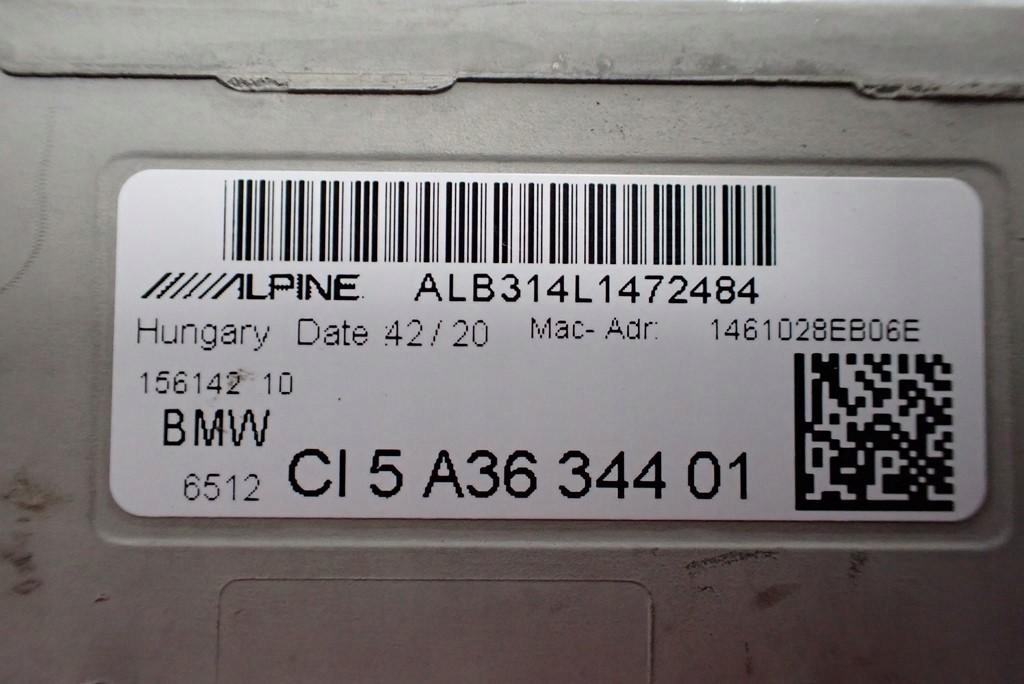 ALPINE ALB314L1472484
Hungary Date 42/20 Mac- Adr: 1461028EB06E
156142 10
BMW
6512 CI 5 A36 344 01